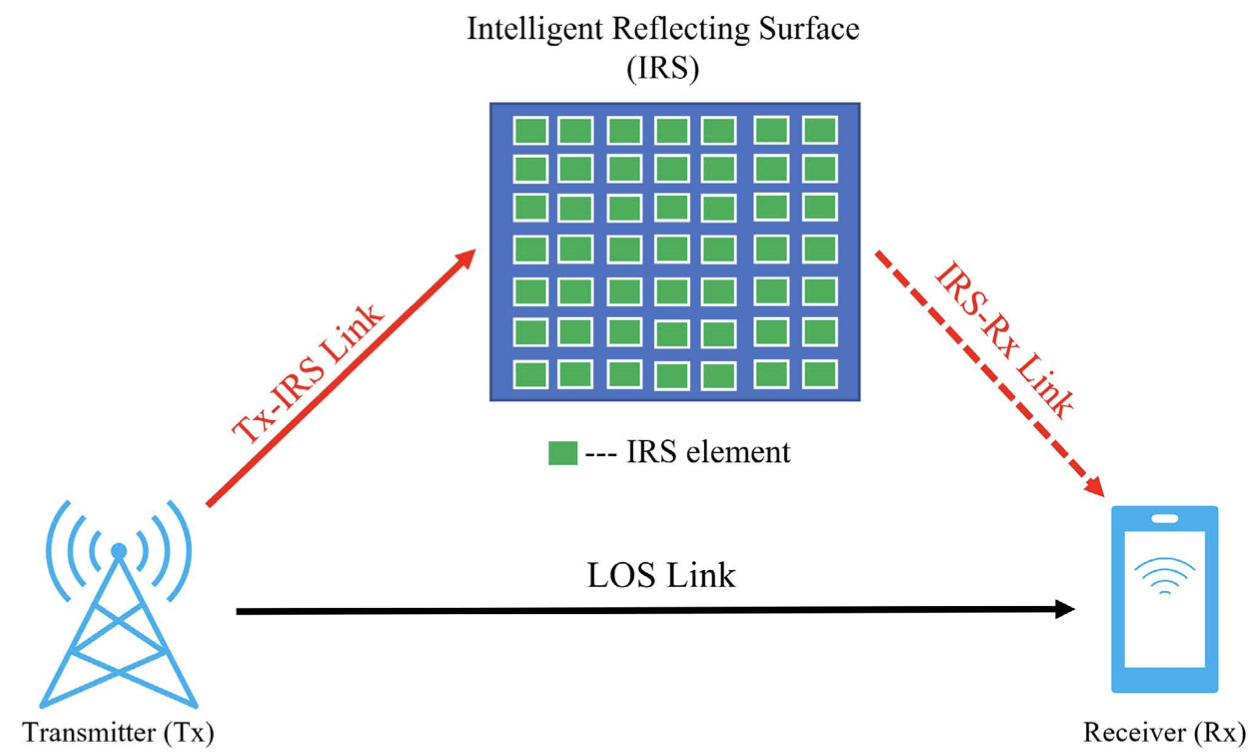 Intelligent Reflecting Surface
(IRS)
Tx-IRS Link
IRS-Rx Link
--- IRS element
LOS Link
Transmitter (Tx)
Receiver (Rx)